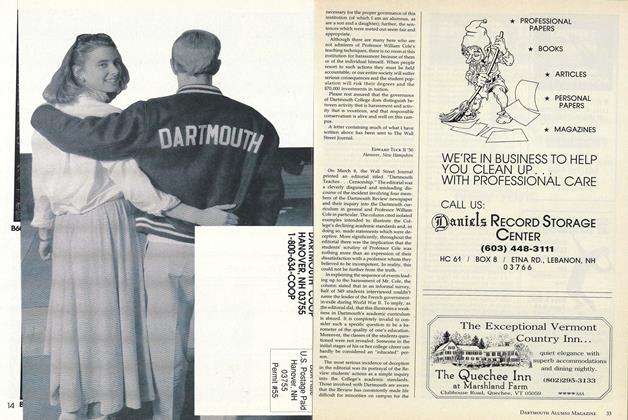 DARTMOUTH
B6
DARTMOUTH COOP
HANOVER, NH 03755
1-800-634-COOP
U.S. Postage Paid
Hanover, NH
03755
Permit #55
14
necessary for the proper governance of this
institution (of which I am an alumnus, as
are a son and a daughter); further, the sen-
tences which were meted out seem fair and
appropriate.
Although there are many here who are
not admirers of Professor William Cole's
teaching techniques, there is no room at this
institution for harassment because of them
or of the individual himself. When people
resort to such actions they must be held
accountable, or our entire society will suffer
serious consequences and the student pop-
ulation will risk their degrees and the
$70,000 investments in tuition.
Please rest assured that the governance
of Dartmouth College does distinguish
between activity that is harassment and activ-
ity that is vexatious, and that responsible
conservatism is alive and well on this cam-
pus.
A letter containing much of what I have
written above has been sent to The Wall
Street Journal.
EDWARD TUCK II '50
Hanover, New Hampshire
On March 8, the Wall Street Journal
printed an editorial titled "Dartmouth
Teaches . . . Censorship." The editorial was
a cleverly disguised and misleading dis-
course of the incident involving four mem-
bers of the Dartmouth Review newspaper
and their inquiry into the Dartmouth cur-
riculum in general and Professor William
Cole in particular. The column cited isolated
examples intended to illustrate the Col-
lege's declining academic standards and, in
doing so, made statements which were de-
ceptive. More significantly, throughout the
editorial there was the implication that the
students' scrutiny of Professor Cole was
nothing more than an expression of their
dissatisfaction with a professor whom they
believed to be incompetent. In reality, this
could not be further from the truth.
In explaining the sequence of events lead-
ing up to the harassment of Mr. Cole, the
column stated that in an informal survey,
half of 349 students interviewed couldn't
name the leader of the French government-
in-exile during World War II. To imply, as
the editorial did, that this illustrates a weak-
ness in Dartmouth's academic curriculum
is absurd. It is completely invalid to con-
sider such a specific question to be a ba-
rometer of the quality of one's education.
Moreover, the classes of the students ques-
tioned were not revealed. Someone in the
initial stages of his or her college career can
hardly be considered an "educated" per-
son.
The most serious incidence of deception
in the editorial was its portrayal of the Re-
view students' actions as a simple inquiry
into the College's academic standards.
Those involved with Dartmouth are aware
that the Review has consistently made life
difficult for minorities on campus for the
★ PROFESSIONAL
PAPERS
★ BOOKS
★ ARTICLES
★ PERSONAL
PAPERS
★ MAGAZINES
WE'RE IN BUSINESS TO HELP
YOU CLEAN UP. . .
WITH PROFESSIONAL CARE
CALL US:
Daniels RECORD STORAGE
CENTER
(603) 448-3111
HC 61 / BOX 8 / ETNA RD., LEBANON, NH
03766
The Exceptional Vermont
Country Inn...
quiet elegance with
superb accommodations
and dining nightly.
(802)295-3133
The Quechee Inn
at Marshland Farm
Clubhouse Road, Quechee, VT 05059
AAA
DARTMOUTH ALUMNI MAGAZINE 33